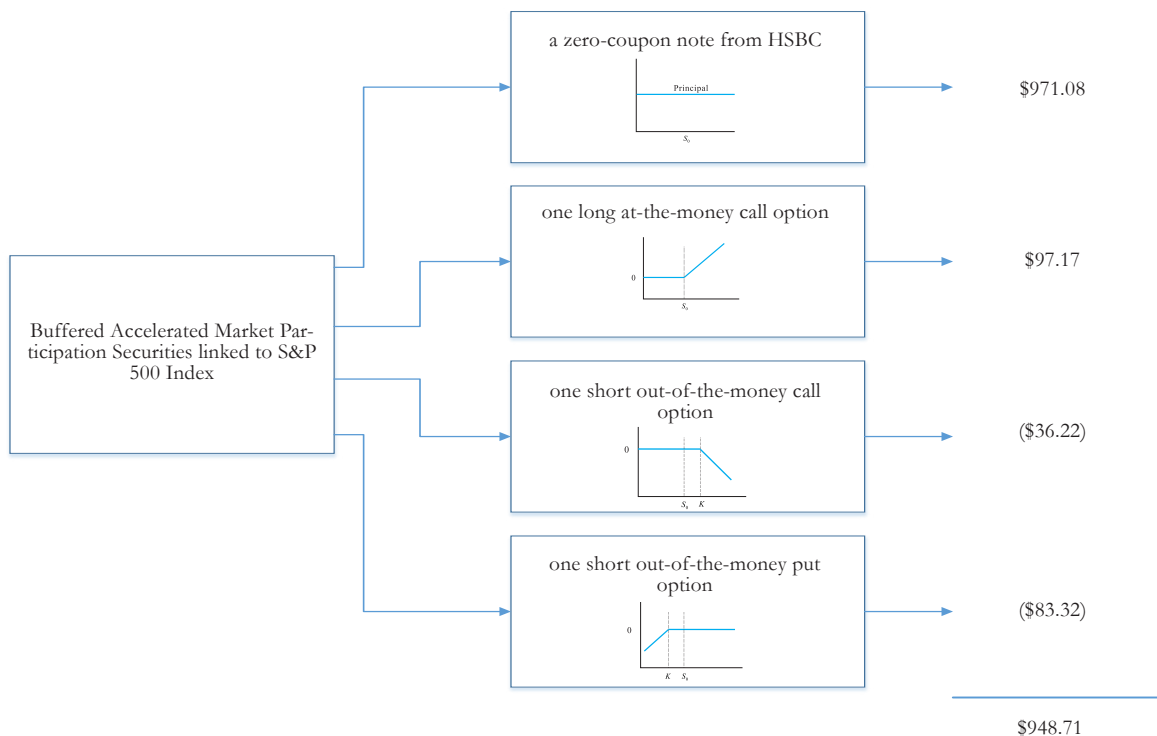 a zero-coupon note from HSBC
Principal
S₀
$971.08
one long at-the-money call option
0
S₀
$97.17
Buffered Accelerated Market Par-
ticipation Securities linked to S&P
500 Index
one short out-of-the-money call
option
0
S₀ K
($36.22)
one short out-of-the-money put
option
0
K S₀
($83.32)
$948.71